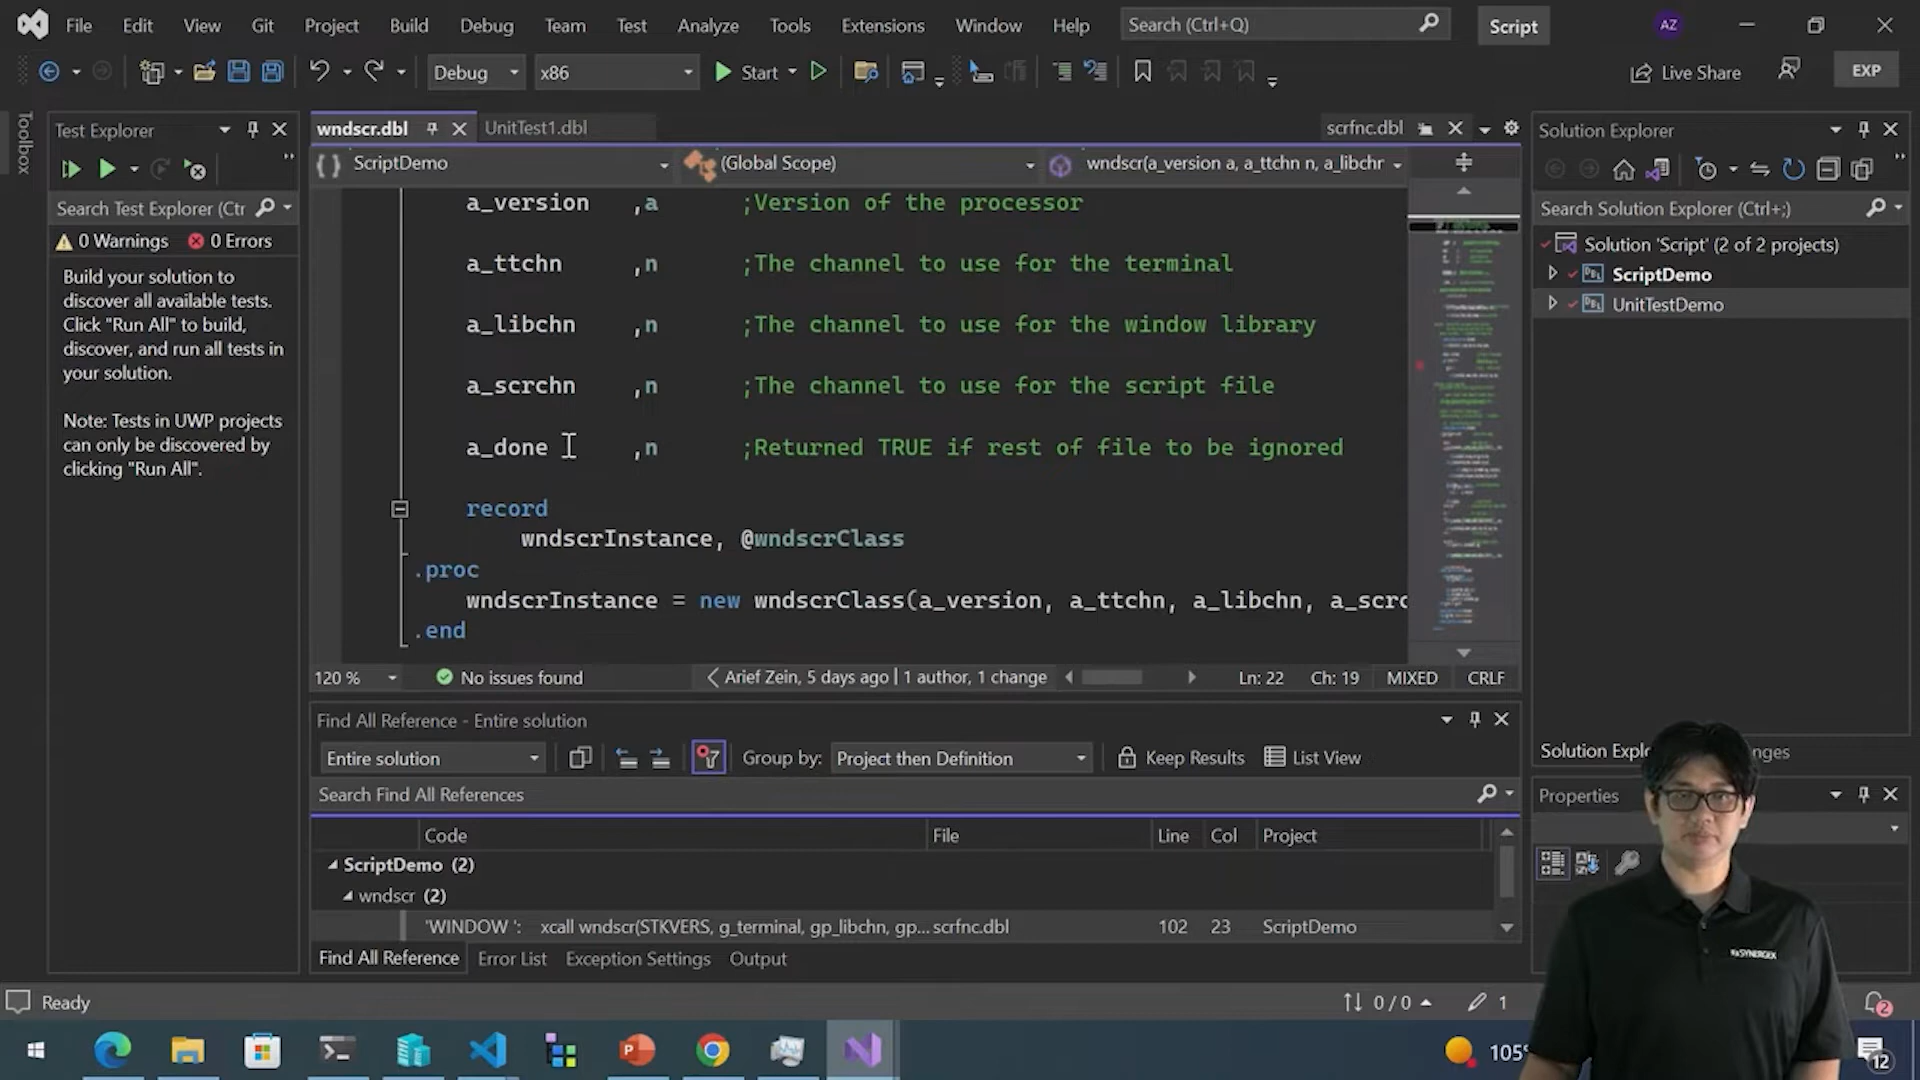 File Edit View Git Project Build Debug Team Test Analyze Tools Extensions Window Help Search (Ctrl+Q) Script AZ
Debug x86 Start Live Share EXP
Toolbox
Test Explorer
Search Test Explorer (Ctr
0 Warnings 0 Errors
Build your solution to
discover all available tests.
Click "Run All" to build,
discover, and run all tests in
your solution.
Note: Tests in UWP projects
can only be discovered by
clicking "Run All".
wndscr.dbl UnitTest1.dbl scrfnc.dbl
ScriptDemo (Global Scope) wndscr(a_version a, a_ttchn n, a_libchr
a_version ,a ;Version of the processor
a_ttchn ,n ;The channel to use for the terminal
a_libchn ,n ;The channel to use for the window library
a_scrchn ,n ;The channel to use for the script file
a_done ,n ;Returned TRUE if rest of file to be ignored
record
wndscrInstance, @wndscrClass
.proc
wndscrInstance = new wndscrClass(a_version, a_ttchn, a_libchn, a_scrc
.end
120 % No issues found Arief Zein, 5 days ago | 1 author, 1 change Ln: 22 Ch: 19 MIXED CRLF
Find All Reference - Entire solution
Entire solution Group by: Project then Definition Keep Results List View
Search Find All References
Code File Line Col Project
ScriptDemo (2)
wndscr (2)
'WINDOW ': xcall wndscr(STKVERS, g_terminal, gp_libchn, gp... scrfnc.dbl 102 23 ScriptDemo
Find All Reference Error List Exception Settings Output
Solution Explorer
Search Solution Explorer (Ctrl+;)
Solution 'Script' (2 of 2 projects)
ScriptDemo
UnitTestDemo
Solution Explo nges
Properties
SYNERGEX
Ready 0 / 0 1 2
105° 12